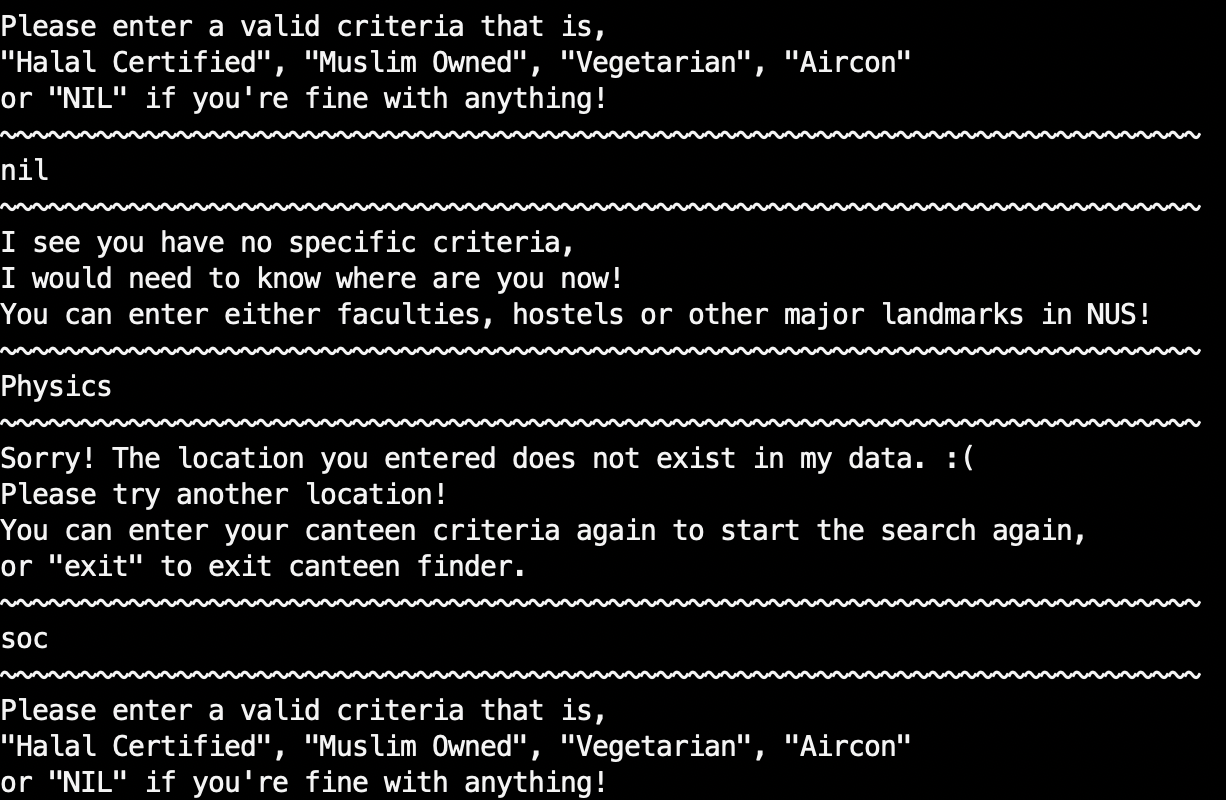 Please enter a valid criteria that is,
"Halal Certified", "Muslim Owned", "Vegetarian", "Aircon"
or "NIL" if you're fine with anything!
~~~~~~~~~~~~~~~~~~~~~~~~~~~~~~~~~~~~~~~~~~~~~~~~~~~~~~~~~~~~~~~~~~~~~~~~~~~
nil
~~~~~~~~~~~~~~~~~~~~~~~~~~~~~~~~~~~~~~~~~~~~~~~~~~~~~~~~~~~~~~~~~~~~~~~~~~~
I see you have no specific criteria,
I would need to know where are you now!
You can enter either faculties, hostels or other major landmarks in NUS!
~~~~~~~~~~~~~~~~~~~~~~~~~~~~~~~~~~~~~~~~~~~~~~~~~~~~~~~~~~~~~~~~~~~~~~~~~~~
Physics
~~~~~~~~~~~~~~~~~~~~~~~~~~~~~~~~~~~~~~~~~~~~~~~~~~~~~~~~~~~~~~~~~~~~~~~~~~~
Sorry! The location you entered does not exist in my data. :(
Please try another location!
You can enter your canteen criteria again to start the search again,
or "exit" to exit canteen finder.
~~~~~~~~~~~~~~~~~~~~~~~~~~~~~~~~~~~~~~~~~~~~~~~~~~~~~~~~~~~~~~~~~~~~~~~~~~~
soc
~~~~~~~~~~~~~~~~~~~~~~~~~~~~~~~~~~~~~~~~~~~~~~~~~~~~~~~~~~~~~~~~~~~~~~~~~~~
Please enter a valid criteria that is,
"Halal Certified", "Muslim Owned", "Vegetarian", "Aircon"
or "NIL" if you're fine with anything!